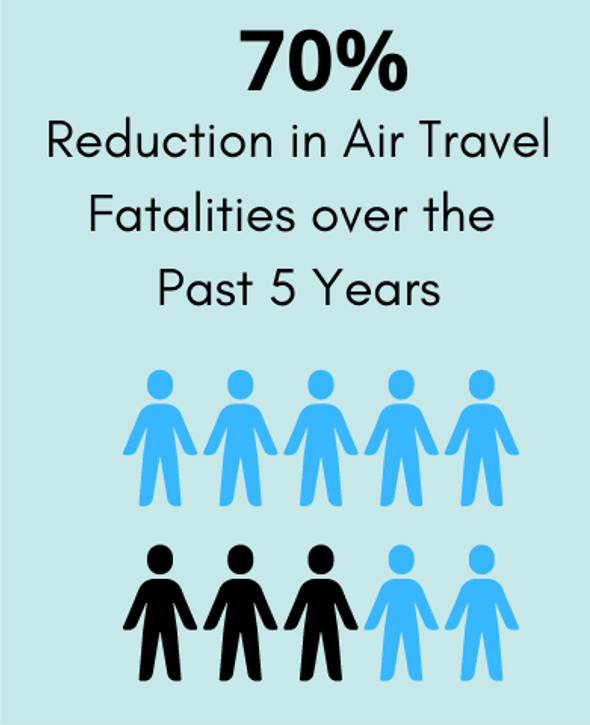 70%
Reduction in Air Travel
Fatalities over the
Past 5 Years